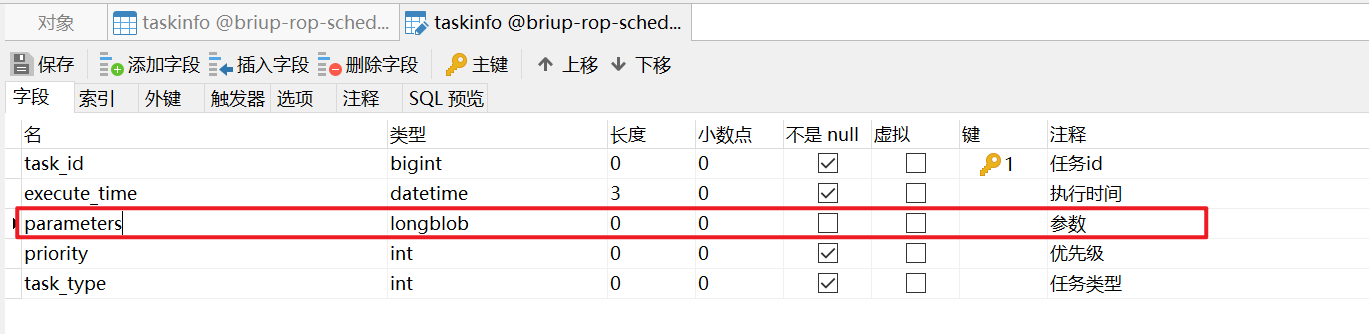 对象 taskinfo @briup-rop-sched... taskinfo @briup-rop-sched...
保存 添加字段 插入字段 删除字段 主键 上移 下移
字段 索引 外键 触发器 选项 注释 SQL 预览
名 类型 长度 小数点 不是 null 虚拟 键 注释
task_id bigint 0 0 1 任务id
execute_time datetime 3 0 执行时间
parameters longblob 0 0 参数
priority int 0 0 优先级
task_type int 0 0 任务类型